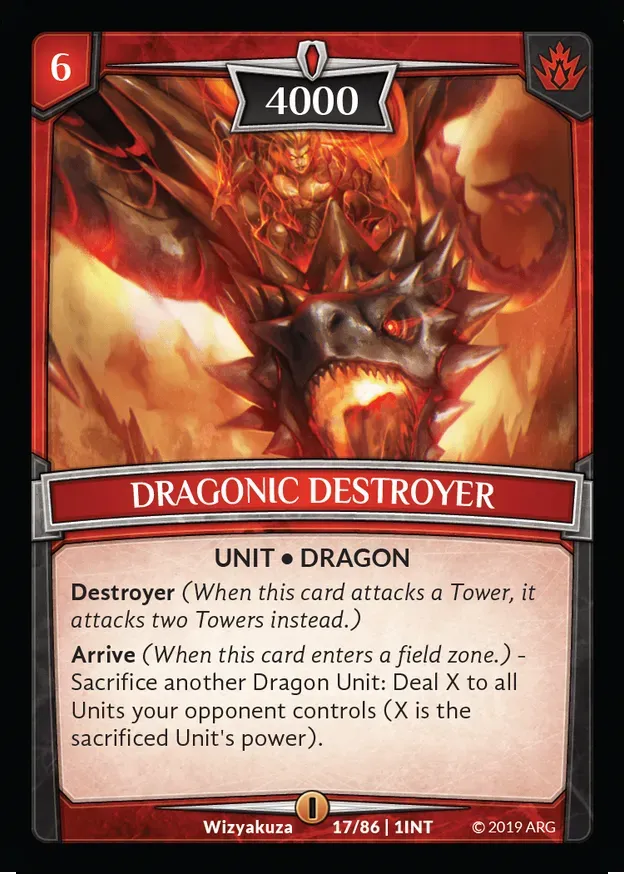 6
4000
DRAGONIC DESTROYER
UNIT • DRAGON
Destroyer (When this card attacks a Tower, it
attacks two Towers instead.)
Arrive (When this card enters a field zone.) -
Sacrifice another Dragon Unit: Deal X to all
Units your opponent controls (X is the
sacrificed Unit's power).
I
Wizyakuza 17/86 | 1INT © 2019 ARG